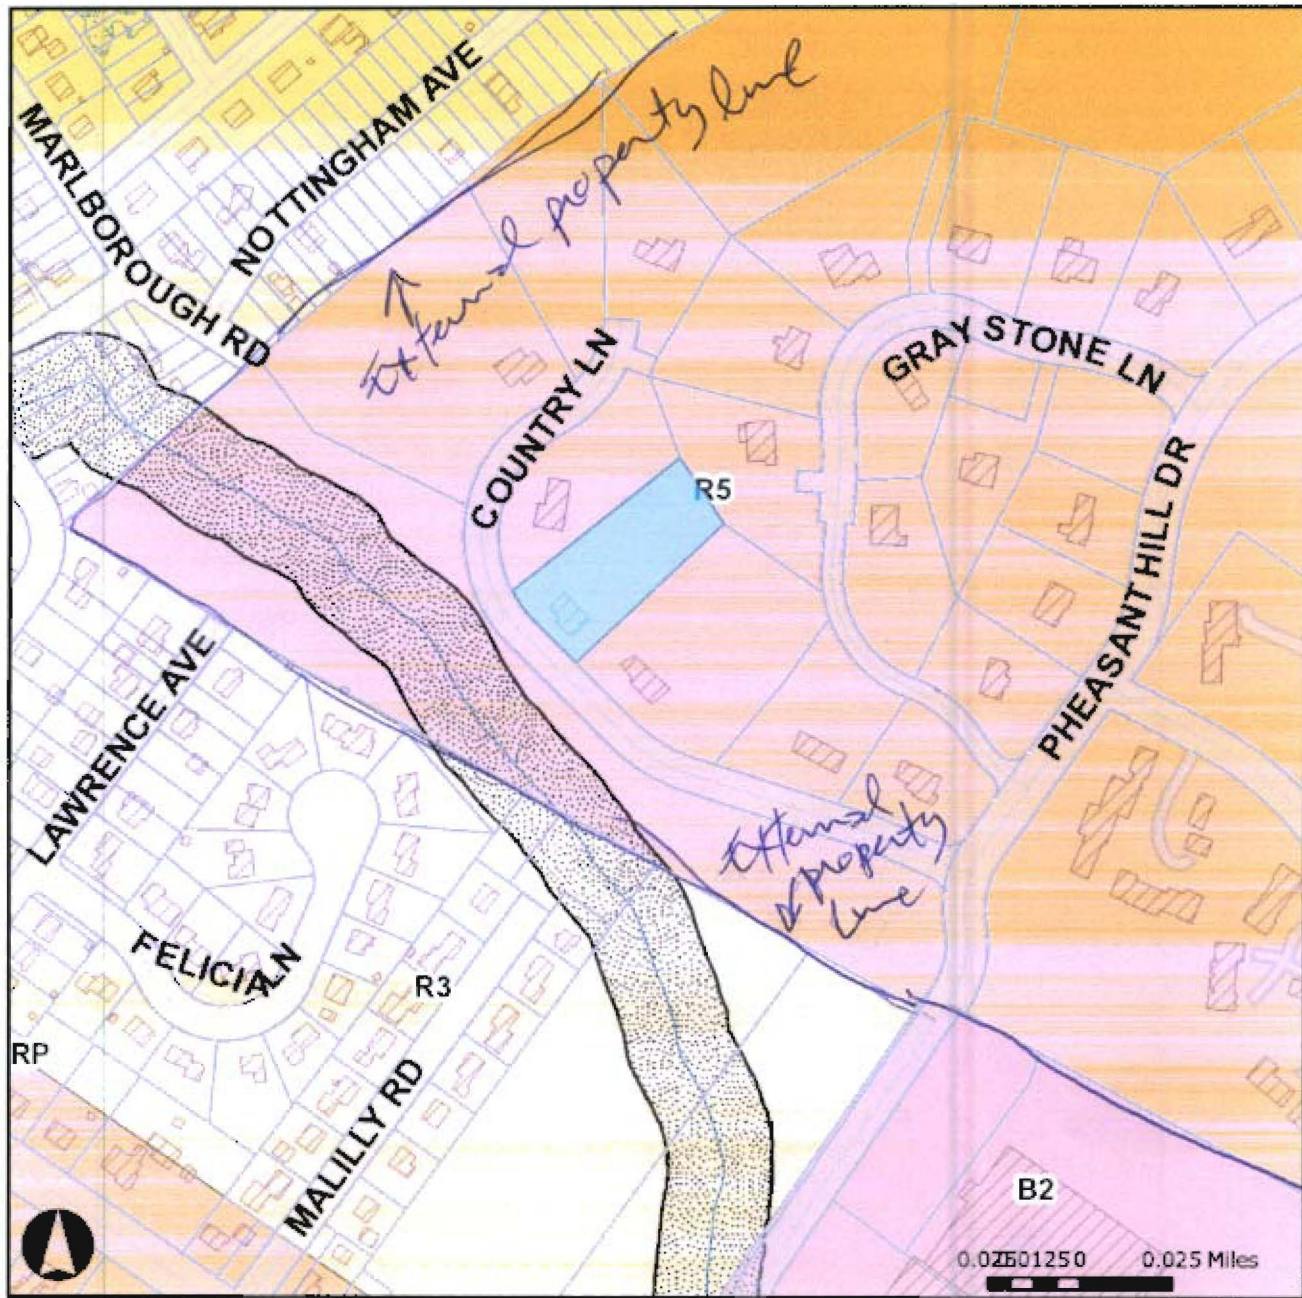 NOTTINGHAM AVE
MARLBOROUGH RD
External property line
GRAY STONE LN
COUNTRY LN
R5
PHEASANT HILL DR
LAWRENCE AVE
External
property
line
FELICIA LN
R3
RP
MALILLY RD
B2
0.025 Miles